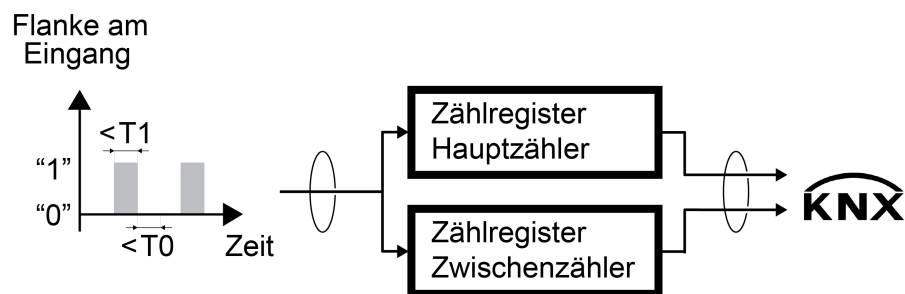 Flanke am
Eingang
<T1
“1”
“0”
<T0
Zeit
Zählregister
Hauptzähler
Zählregister
Zwischenzähler
KNX